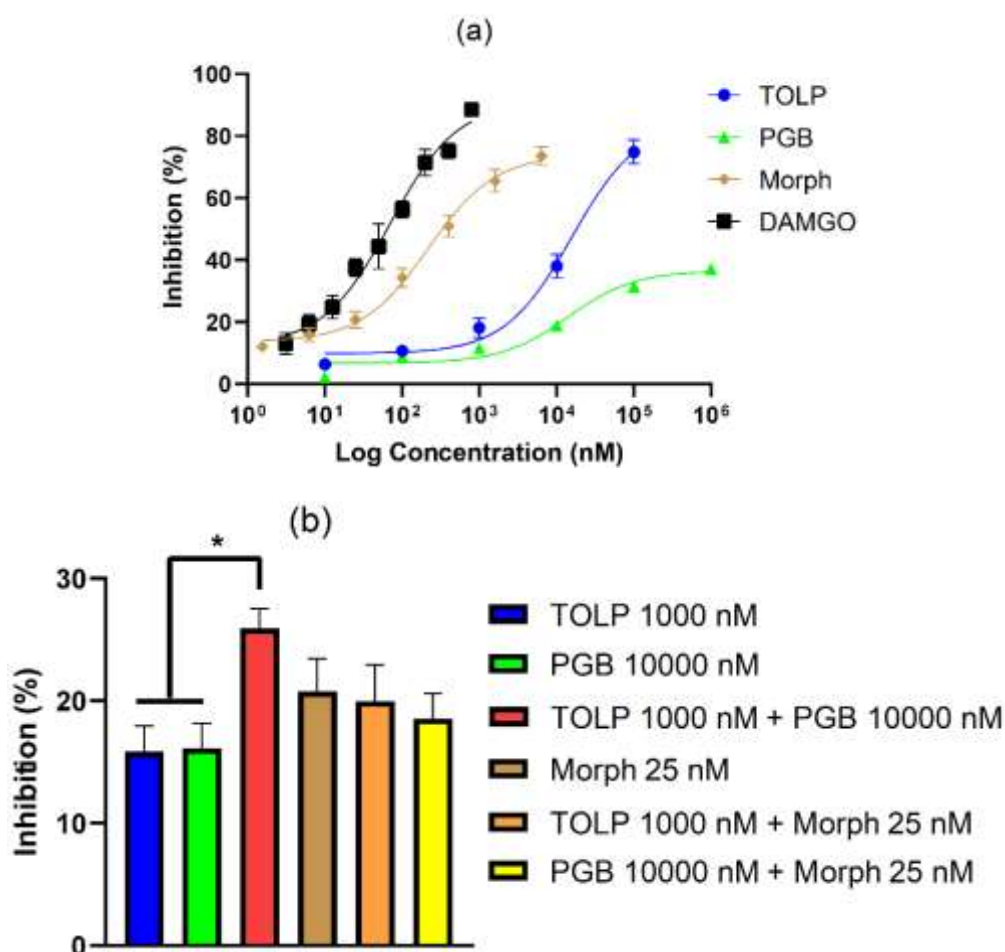 (a)
Inhibition (%)
100
80
60
40
20
0
10⁰ 10¹ 10² 10³ 10⁴ 10⁵ 10⁶
Log Concentration (nM)
TOLP
PGB
Morph
DAMGO
(b)
*
Inhibition (%)
30
20
10
0
TOLP 1000 nM
PGB 10000 nM
TOLP 1000 nM + PGB 10000 nM
Morph 25 nM
TOLP 1000 nM + Morph 25 nM
PGB 10000 nM + Morph 25 nM